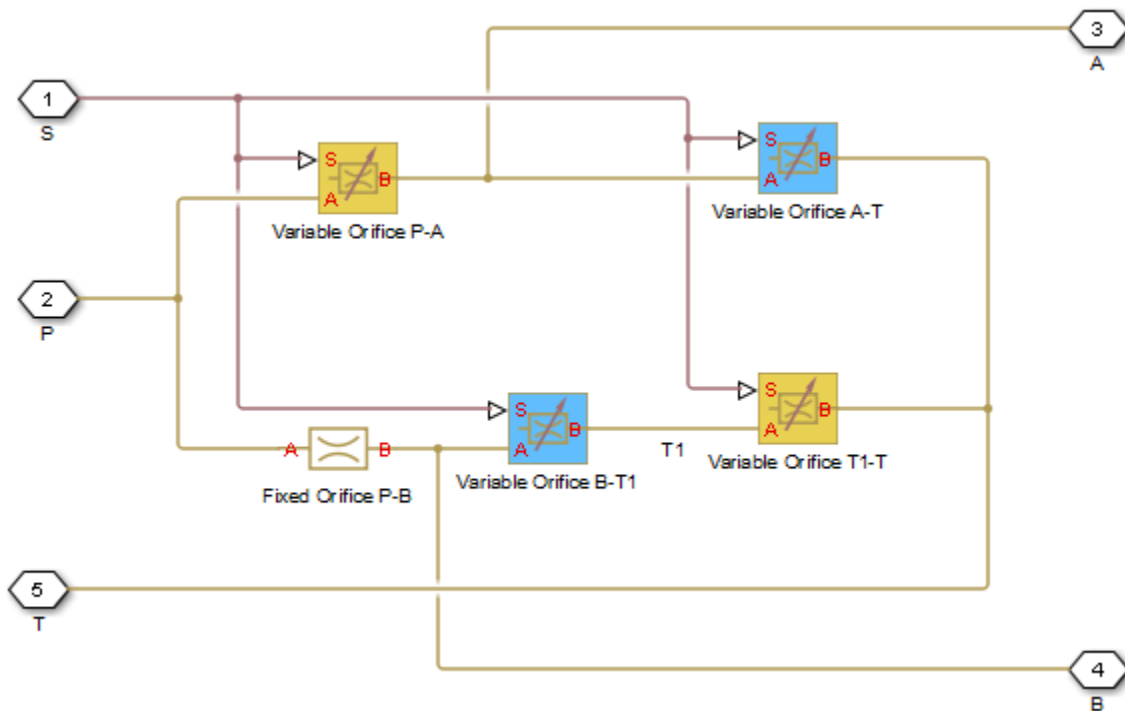 3
A
1
S
S
A
B
Variable Orifice P-A
S
A
B
Variable Orifice A-T
2
P
S
A
B
Variable Orifice B-T1
T1
S
A
B
Variable Orifice T1-T
A
B
Fixed Orifice P-B
5
T
4
B